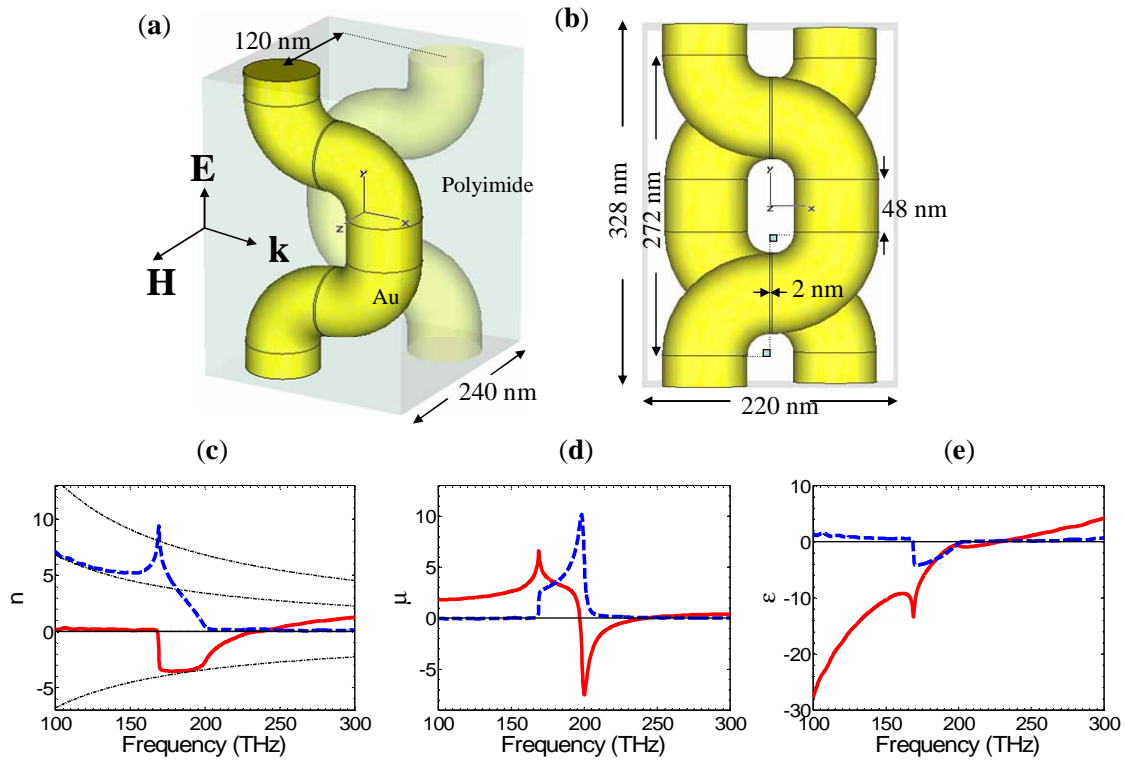 (a)
120 nm
E
H
k
Y
x
z
Polyimide
Au
240 nm
(b)
328 nm
272 nm
Y
z
x
48 nm
2 nm
220 nm
(c)
n
10
5
0
-5
100
150
200
250
300
Frequency (THz)
(d)
μ
10
5
0
-5
100
150
200
250
300
Frequency (THz)
(e)
ε
10
0
-10
-20
-30
100
150
200
250
300
Frequency (THz)